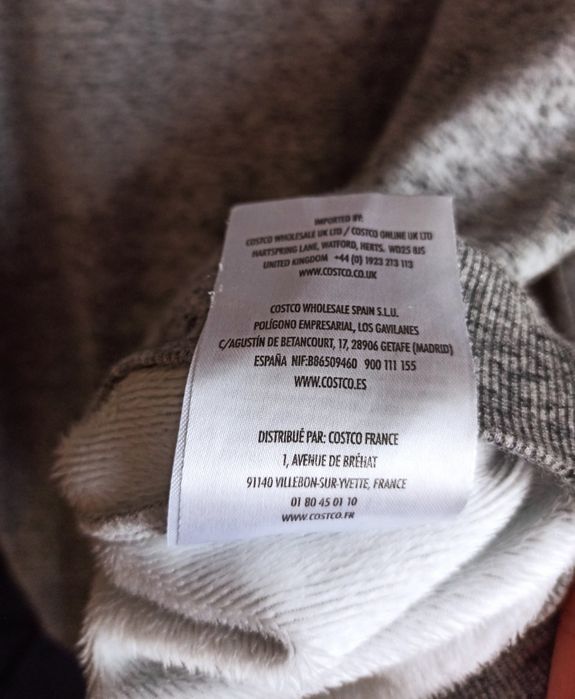 IMPORTED BY:
COSTCO WHOLESALE UK LTD / COSTCO ONLINE UK LTD
HARTSPRING LANE, WATFORD, HERTS. WD25 8JS
UNITED KINGDOM +44 (0) 1923 213 113
WWW.COSTCO.CO.UK
COSTCO WHOLESALE SPAIN S.L.U.
POLÍGONO EMPRESARIAL, LOS GAVILANES
C/AGUSTÍN DE BETANCOURT, 17, 28906 GETAFE (MADRID)
ESPAÑA NIF:B86509460 900 111 155
WWW.COSTCO.ES
DISTRIBUÉ PAR: COSTCO FRANCE
1, AVENUE DE BRÉHAT
91140 VILLEBON-SUR-YVETTE, FRANCE
01 80 45 01 10
WWW.COSTCO.FR